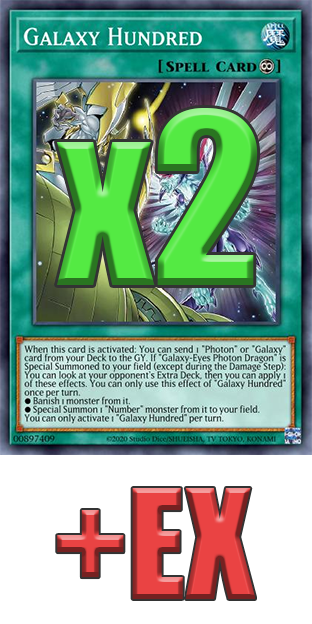 Galaxy Hundred
[Spell Card]
x2
When this card is activated: You can send 1 "Photon" or "Galaxy"
card from your Deck to the GY. If "Galaxy-Eyes Photon Dragon" is
Special Summoned to your field (except during the Damage Step):
You can look at your opponent's Extra Deck, then you can apply 1
of these effects. You can only use this effect of "Galaxy Hundred"
once per turn.
● Banish 1 monster from it.
● Special Summon 1 "Number" monster from it to your field.
You can only activate 1 "Galaxy Hundred" per turn.
00897409 ©2020 Studio Dice/SHUEISHA, TV TOKYO, KONAMI
+EX